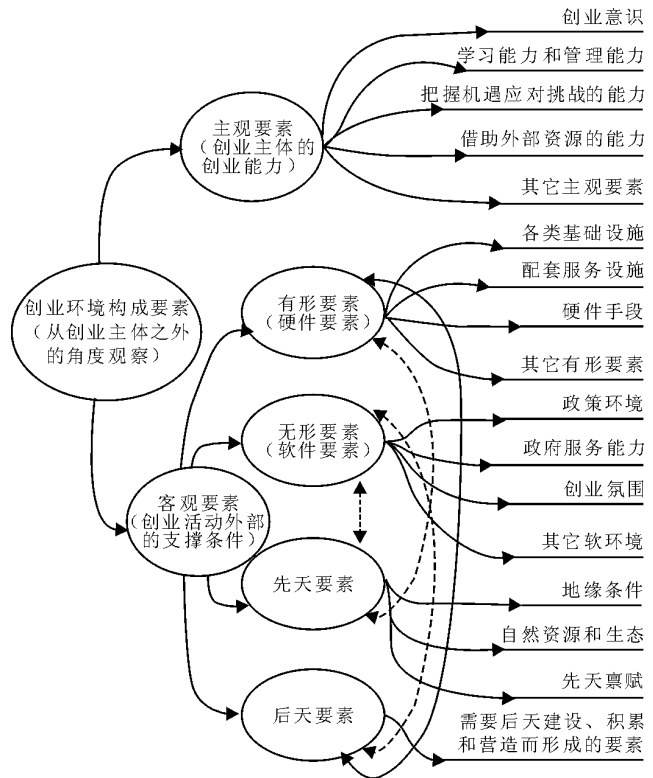 创业环境构成要素
(从创业主体之外
的角度观察)
主观要素
(创业主体的
创业能力)
创业意识
学习能力和管理能力
把握机遇应对挑战的能力
借助外部资源的能力
其它主观要素
客观要素
(创业活动外部
的支撑条件)
有形要素
(硬件要素)
各类基础设施
配套服务设施
硬件手段
其它有形要素
无形要素
(软件要素)
政策环境
政府服务能力
创业氛围
其它软环境
先天要素
地缘条件
自然资源和生态
先天禀赋
后天要素
需要后天建设、积累
和营造而形成的要素